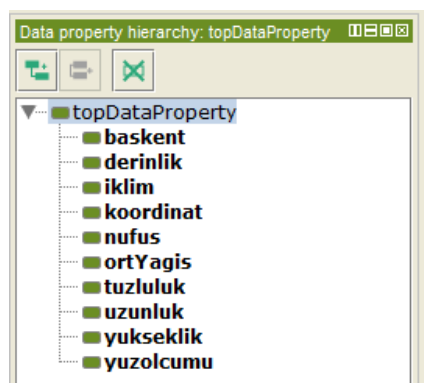 Data property hierarchy: topDataProperty
topDataProperty
baskent
derinlik
iklim
koordinat
nufus
ortYagis
tuzluluk
uzunluk
yukseklik
yuzolcumu